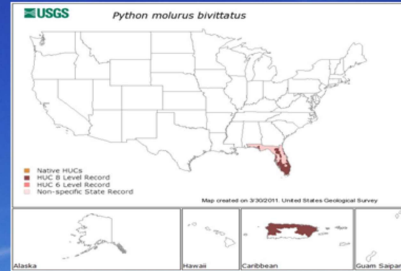 USGS
Python molurus bivittatus
Native HUCs
HUC 8 Level Record
HUC 6 Level Record
Non-specific State Record
Map created on 3/30/2011. United States Geological Survey
Alaska
Hawaii
Caribbean
Guam Saipan